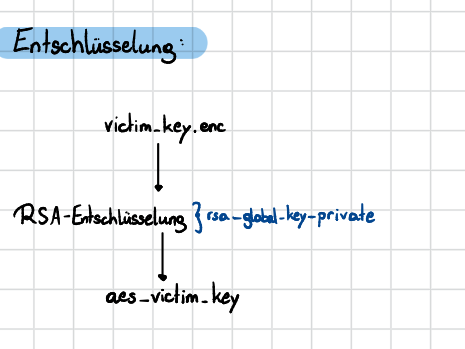 Entschlüsselung:
victim_key.enc
RSA-Entschlüsselung } rsa-global-key-private
aes_victim_key